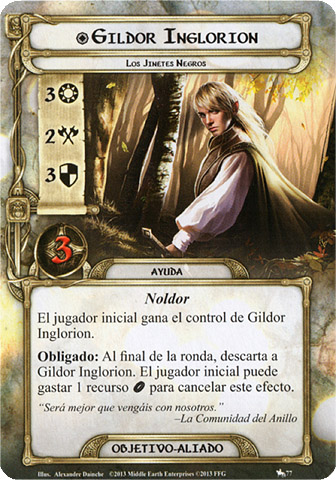 Gildor Inglorion
Los Jinetes Negros
3
2
3
3
Ayuda
Noldor
El jugador inicial gana el control de Gildor
Inglorion.
Obligado: Al final de la ronda, descarta a
Gildor Inglorion. El jugador inicial puede
gastar 1 recurso para cancelar este efecto.
“Será mejor que vengáis con nosotros.”
–La Comunidad del Anillo
Objetivo-Aliado
Illus. Alexandre Dainche ©2013 Middle Earth Enterprises ©2013 FFG 77